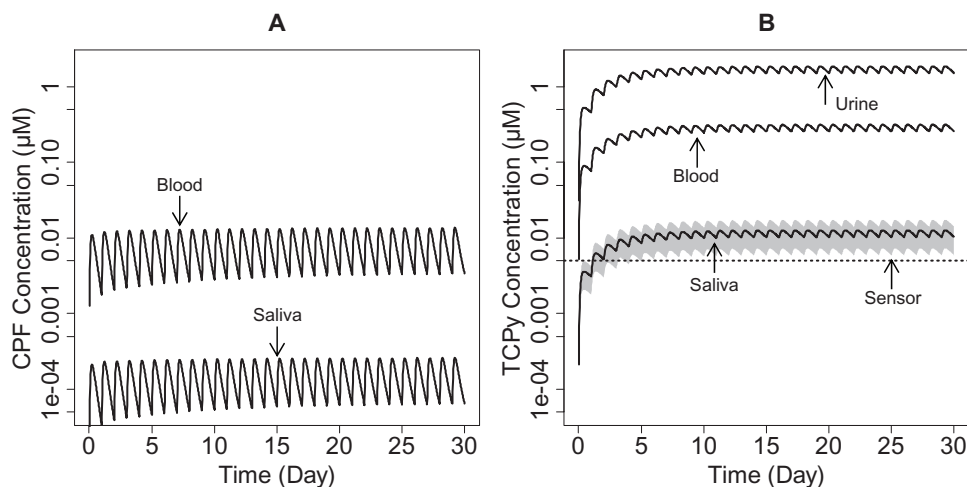 A
CPF Concentration (µM)
1
0.10
0.01
0.001
1e-04
Blood
Saliva
0 5 10 15 20 25 30
Time (Day)
B
TCPy Concentration (µM)
1
0.10
0.01
0.001
1e-04
Urine
Blood
Saliva
Sensor
0 5 10 15 20 25 30
Time (Day)